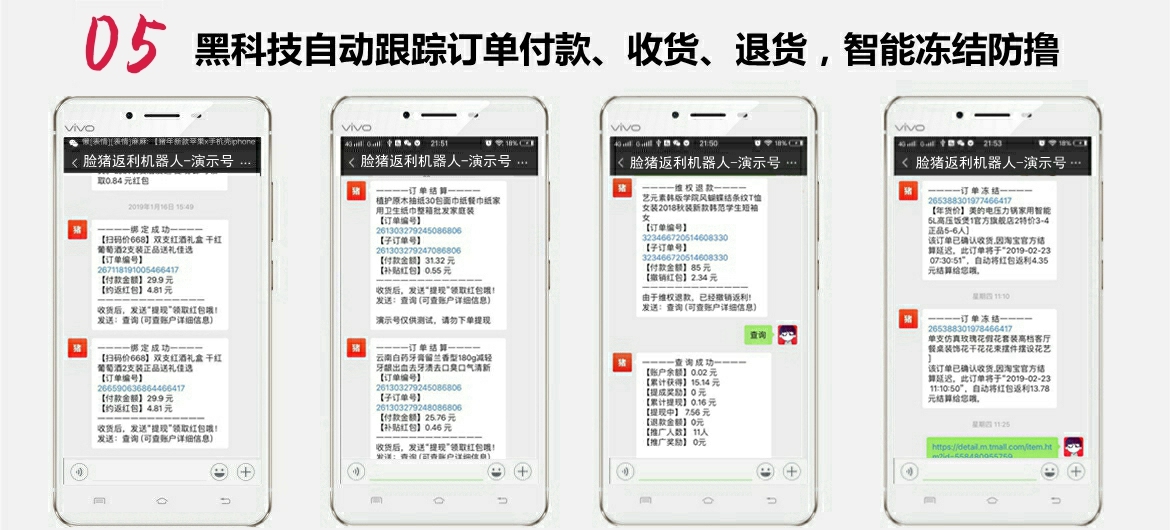 05
黑科技自动跟踪订单付款、收货、退货，智能冻结防撸
vivo
脸猪返利机器人-演示号 ...
取0.84 元红包
2019年1月16日 15:49
猪
————绑 定 成 功————
【扫码价668】双支红酒礼盒 干红
葡萄酒2支装正品送礼佳选
【订单编号】
267118191005466417
【付款金额】29.9 元
【约返红包】4.81 元
——————————————
收货后，发送"提现"领取红包哦！
发送：查询 (可查账户详细信息)
猪
————绑 定 成 功————
【扫码价668】双支红酒礼盒 干红
葡萄酒2支装正品送礼佳选
【订单编号】
266590636864466417
【付款金额】29.9 元
【约返红包】4.81 元
——————————————
收货后，发送"提现"领取红包哦！
发送：查询 (可查账户详细信息)
vivo
21:51
18%
脸猪返利机器人-演示号 ...
猪
————订 单 结 算————
植护原木抽纸30包面巾纸餐巾纸家
用卫生纸巾整箱批发家庭装
【订单编号】
261303279245086806
【子订单号】
261303279247086806
【付款金额】31.32 元
【补贴红包】0.55 元
——————————————
收货后，发送"提现"领取红包哦！
发送：查询 (可查账户详细信息)
演示号仅供测试，请勿下单提现
猪
————订 单 结 算————
云南白药牙膏留兰香型180g减轻
牙龈出血去牙渍去口臭口气清新
【订单编号】
261303279245086806
【子订单号】
261303279248086806
【付款金额】25.76 元
【补贴红包】0.46 元
——————————————
收货后，发送"提现"领取红包哦！
发送：查询 (可查账户详细信息)
vivo
21:50
18%
脸猪返利机器人-演示号 ...
猪
————维 权 退 款————
艺元素韩版学院风蝴蝶结条纹T恤
女装2018秋装新款韩范学生短袖
女
【订单编号】
323466720514608330
【子订单号】
323466720514608330
【付款金额】85 元
【撤销红包】2.34 元
——————————————
由于维权退款，已经撤销返利！
发送：查询 (可查账户详细信息)
查询
猪
————查 询 成 功————
【账户余额】0.02 元
【累计获得】15.14 元
【提成奖励】0 元
【累计提现】0.16 元
【提现中】 7.56 元
【退款金额】0元
【推广人数】 11人
【推广奖励】 0元
vivo
21:53
18%
脸猪返利机器人-演示号 ...
猪
————订 单 冻 结————
268388301977466417
【年货价】美的电压力锅家用智能
5L高压饭煲1官方旗舰店2特价3-4
正品5-6人]
该订单已确认收货,因淘宝官方结
算延迟，此订单将于"2019-02-23
07:30:51"，自动将红包返利4.35
元结算给您哦。
星期四 11:10
猪
————订 单 冻 结————
265388301978466417
单支仿真玫瑰花假花套装高档客厅
餐桌装饰花干花花束摆件摆设花艺
]
该订单已确认收货,因淘宝官方结
算延迟，此订单将于"2019-02-23
11:10:50"，自动将红包返利13.78
元结算给您哦。
星期四 11:25
https://detail.m.tmall.com/item.ht
m?id=558480955759